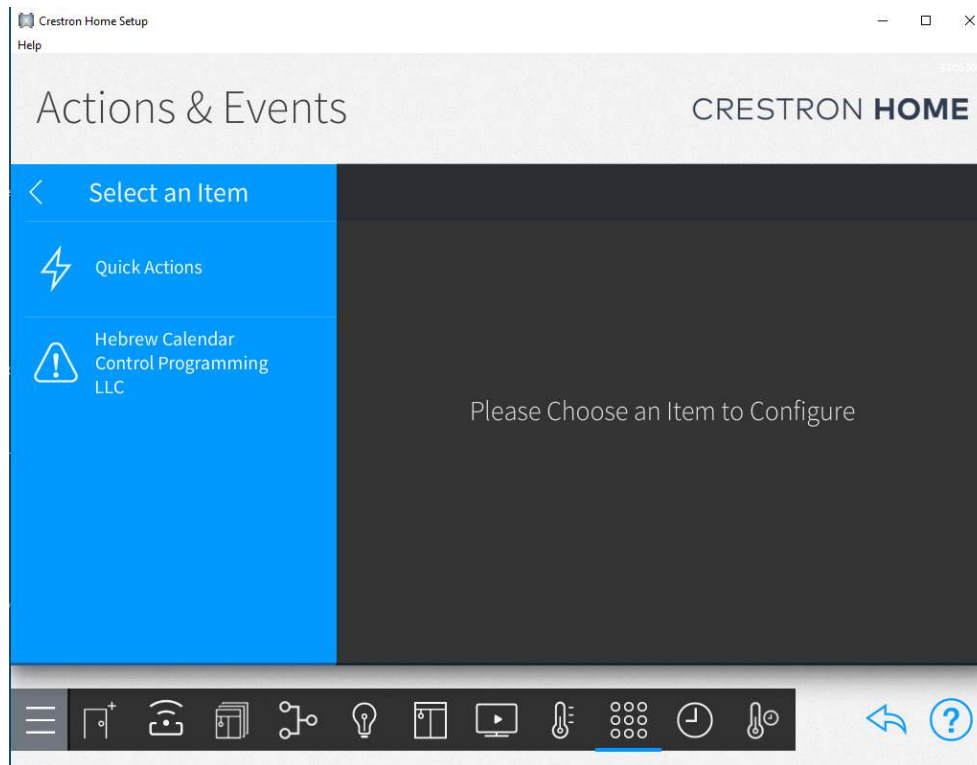 Crestron Home Setup
Help
Actions & Events
CRESTRON HOME
Select an Item
Quick Actions
Hebrew Calendar
Control Programming
LLC
Please Choose an Item to Configure
?